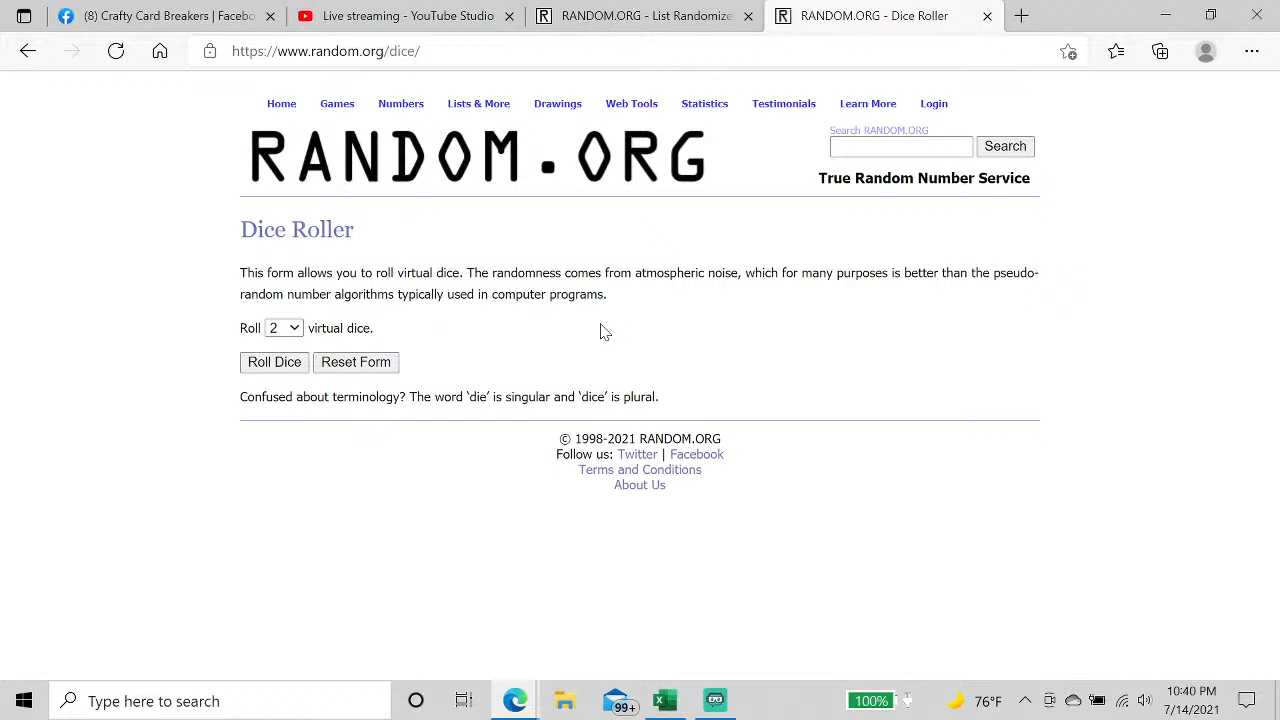 (8) Card Breakers | Facebo
RANDOM.ORG - List Randomize
RANDOM.ORG - Dice Roller
https://www.random.org/dice/
Home Games Numbers Lists & More Drawings Web Tools Statistics Testimonials Learn More Login
Search RANDOM.ORG
RANDOM.ORG
Search
True Random Number Service
Dice Roller
This form allows you to roll virtual dice. The randomness comes from atmospheric noise, which for many purposes is better than the pseudo-
random number algorithms typically used in computer programs.
Roll 2 virtual dice.
Roll Dice Reset Form
Confused about terminology? The word ‘die’ is singular and ‘dice’ is plural.
© 1998-2021 RANDOM.ORG
Follow us: Twitter | Facebook
Terms and Conditions
About Us
Type here to search
99+
100%
76°F
10:40 PM
7/14/2021